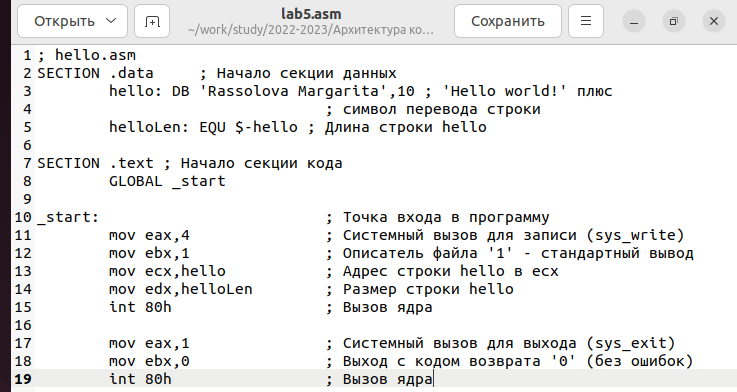 Открыть
lab5.asm
~/work/study/2022-2023/Архитектура ко…
Сохранить
1 ; hello.asm
2 SECTION .data     ; Начало секции данных
3         hello: DB 'Rassolova Margarita',10 ; 'Hello world!' плюс
4                                 ; символ перевода строки
5         helloLen: EQU $-hello ; Длина строки hello
6
7 SECTION .text ; Начало секции кода
8         GLOBAL _start
9
10 _start:                         ; Точка входа в программу
11         mov eax,4               ; Системный вызов для записи (sys_write)
12         mov ebx,1               ; Описатель файла '1' - стандартный вывод
13         mov ecx,hello           ; Адрес строки hello в ecx
14         mov edx,helloLen        ; Размер строки hello
15         int 80h                 ; Вызов ядра
16
17         mov eax,1               ; Системный вызов для выхода (sys_exit)
18         mov ebx,0               ; Выход с кодом возврата '0' (без ошибок)
19         int 80h                 ; Вызов ядра